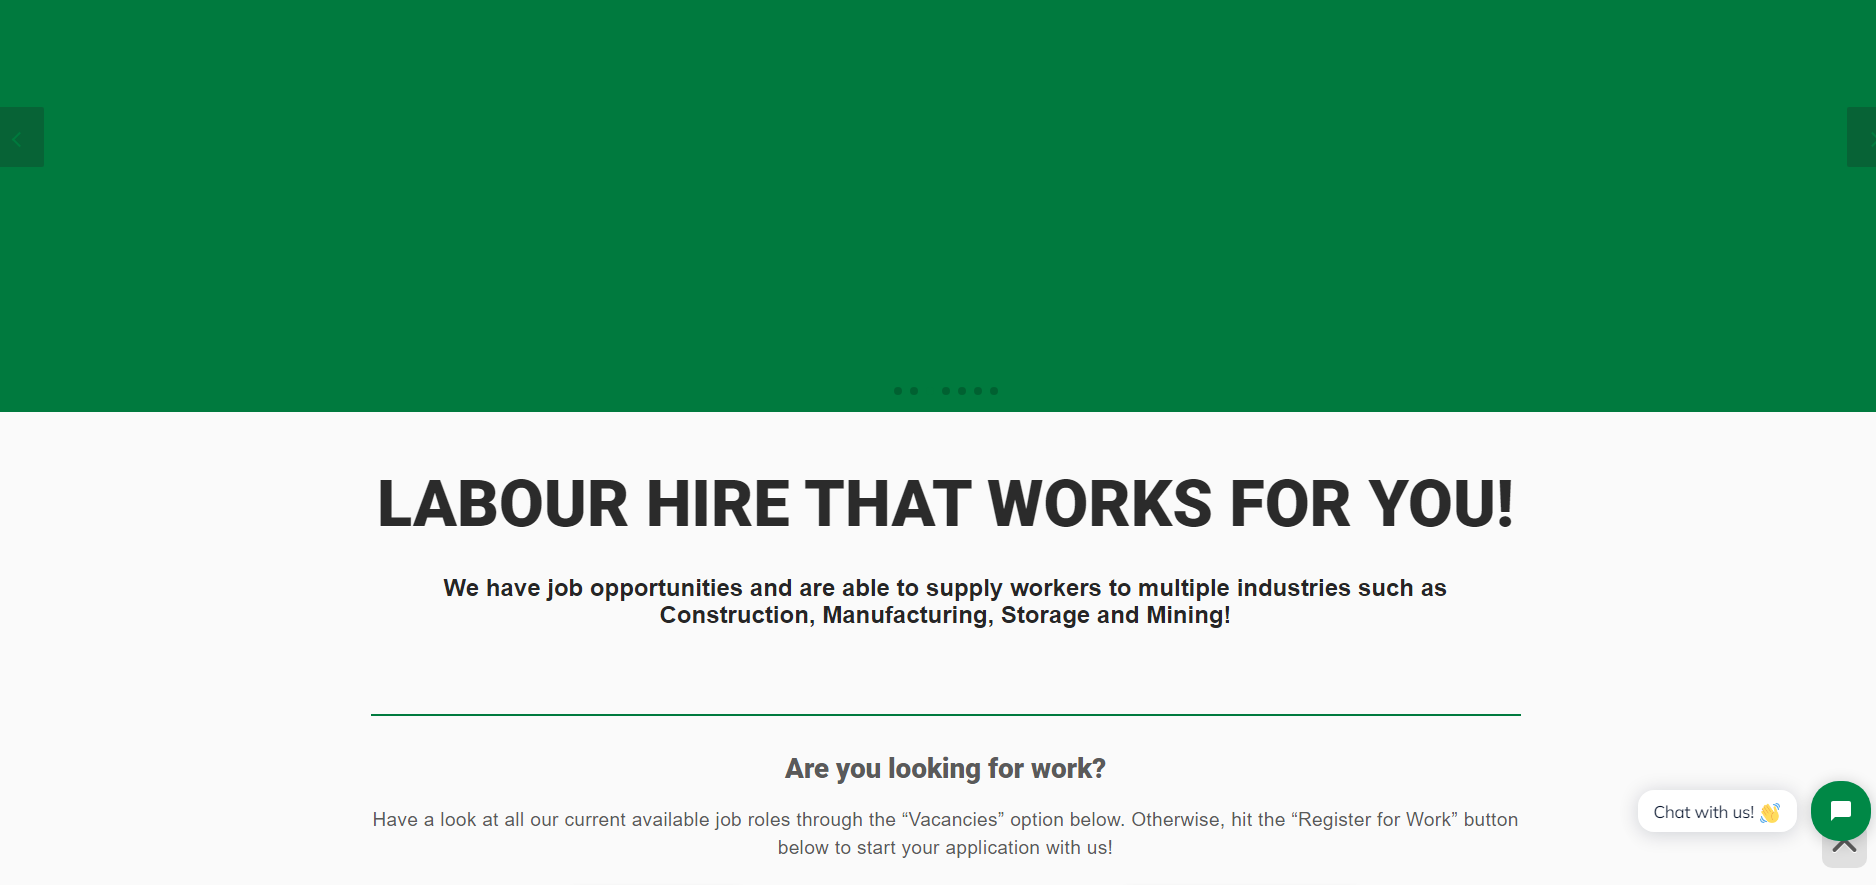 LABOUR HIRE THAT WORKS FOR YOU!
We have job opportunities and are able to supply workers to multiple industries such as
Construction, Manufacturing, Storage and Mining!
Are you looking for work?
Have a look at all our current available job roles through the “Vacancies” option below. Otherwise, hit the “Register for Work” button
below to start your application with us!
Chat with us! 👋